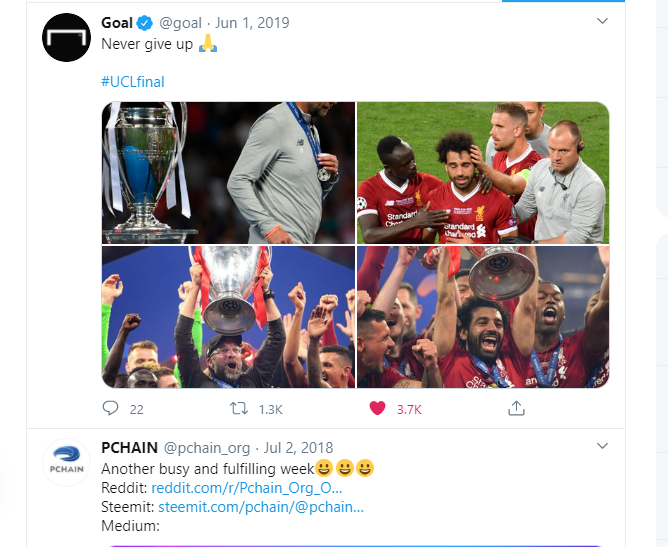 Goal @goal · Jun 1, 2019
Never give up 🙏
#UCLfinal
Standard
Chartered
Standard
Chartered
22 1.3K 3.7K
PCHAIN @pchain_org · Jul 2, 2018
PCHAIN
Another busy and fulfilling week😀😀😀
Reddit: reddit.com/r/Pchain_Org_O...
Steemit: steemit.com/pchain/@pchain...
Medium: